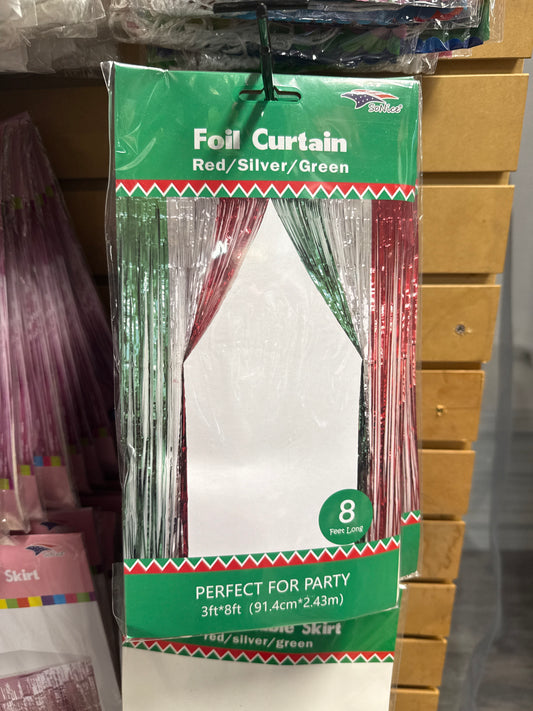 SoNice
Foil Curtain
Red/Silver/Green
8
Feet Long
PERFECT FOR PARTY
3ft*8ft (91.4cm*2.43m)
Skirt
red/silver/green
Skirt